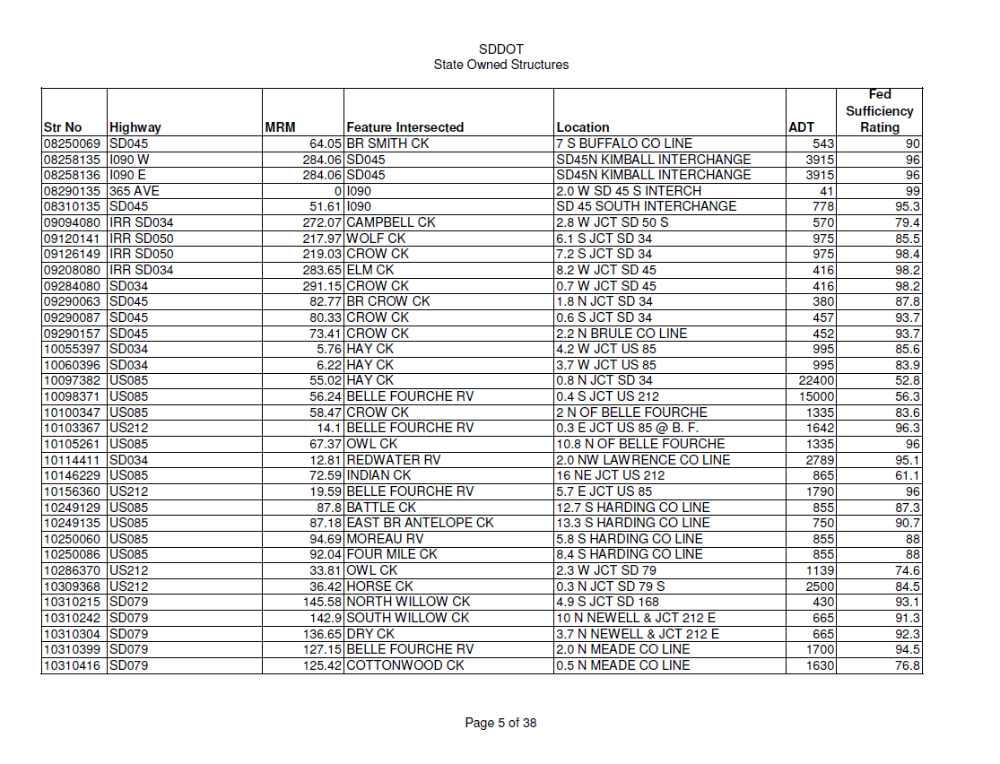 SDDOT
State Owned Structures
Fed
Sufficiency
Str No Highway MRM Feature Intersected Location ADT Rating
08250069 SD045 64.05 BR SMITH CK 7 S BUFFALO CO LINE 543 90
08258135 I090 W 284.06 SD045 SD45N KIMBALL INTERCHANGE 3915 96
08258136 I090 E 284.06 SD045 SD45N KIMBALL INTERCHANGE 3915 96
08290135 365 AVE 0 I090 2.0 W SD 45 S INTERCH 41 99
08310135 SD045 51.61 I090 SD 45 SOUTH INTERCHANGE 778 95.3
09094080 IRR SD034 272.07 CAMPBELL CK 2.8 W JCT SD 50 S 570 79.4
09120141 IRR SD050 217.97 WOLF CK 6.1 S JCT SD 34 975 85.5
09126149 IRR SD050 219.03 CROW CK 7.2 S JCT SD 34 975 98.4
09208080 IRR SD034 283.65 ELM CK 8.2 W JCT SD 45 416 98.2
09284080 SD034 291.15 CROW CK 0.7 W JCT SD 45 416 98.2
09290063 SD045 82.77 BR CROW CK 1.8 N JCT SD 34 380 87.8
09290087 SD045 80.33 CROW CK 0.6 S JCT SD 34 457 93.7
09290157 SD045 73.41 CROW CK 2.2 N BRULE CO LINE 452 93.7
10055397 SD034 5.76 HAY CK 4.2 W JCT US 85 995 85.6
10060396 SD034 6.22 HAY CK 3.7 W JCT US 85 995 83.9
10097382 US085 55.02 HAY CK 0.8 N JCT SD 34 22400 52.8
10098371 US085 56.24 BELLE FOURCHE RV 0.4 S JCT US 212 15000 56.3
10100347 US085 58.47 CROW CK 2 N OF BELLE FOURCHE 1335 83.6
10103367 US212 14.1 BELLE FOURCHE RV 0.3 E JCT US 85 @ B. F. 1642 96.3
10105261 US085 67.37 OWL CK 10.8 N OF BELLE FOURCHE 1335 96
10114411 SD034 12.81 REDWATER RV 2.0 NW LAWRENCE CO LINE 2789 95.1
10146229 US085 72.59 INDIAN CK 16 NE JCT US 212 865 61.1
10156360 US212 19.59 BELLE FOURCHE RV 5.7 E JCT US 85 1790 96
10249129 US085 87.8 BATTLE CK 12.7 S HARDING CO LINE 855 87.3
10249135 US085 87.18 EAST BR ANTELOPE CK 13.3 S HARDING CO LINE 750 90.7
10250060 US085 94.69 MOREAU RV 5.8 S HARDING CO LINE 855 88
10250086 US085 92.04 FOUR MILE CK 8.4 S HARDING CO LINE 855 88
10286370 US212 33.81 OWL CK 2.3 W JCT SD 79 1139 74.6
10309368 US212 36.42 HORSE CK 0.3 N JCT SD 79 S 2500 84.5
10310215 SD079 145.58 NORTH WILLOW CK 4.9 S JCT SD 168 430 93.1
10310242 SD079 142.9 SOUTH WILLOW CK 10 N NEWELL & JCT 212 E 665 91.3
10310304 SD079 136.65 DRY CK 3.7 N NEWELL & JCT 212 E 665 92.3
10310399 SD079 127.15 BELLE FOURCHE RV 2.0 N MEADE CO LINE 1700 94.5
10310416 SD079 125.42 COTTONWOOD CK 0.5 N MEADE CO LINE 1630 76.8
Page 5 of 38